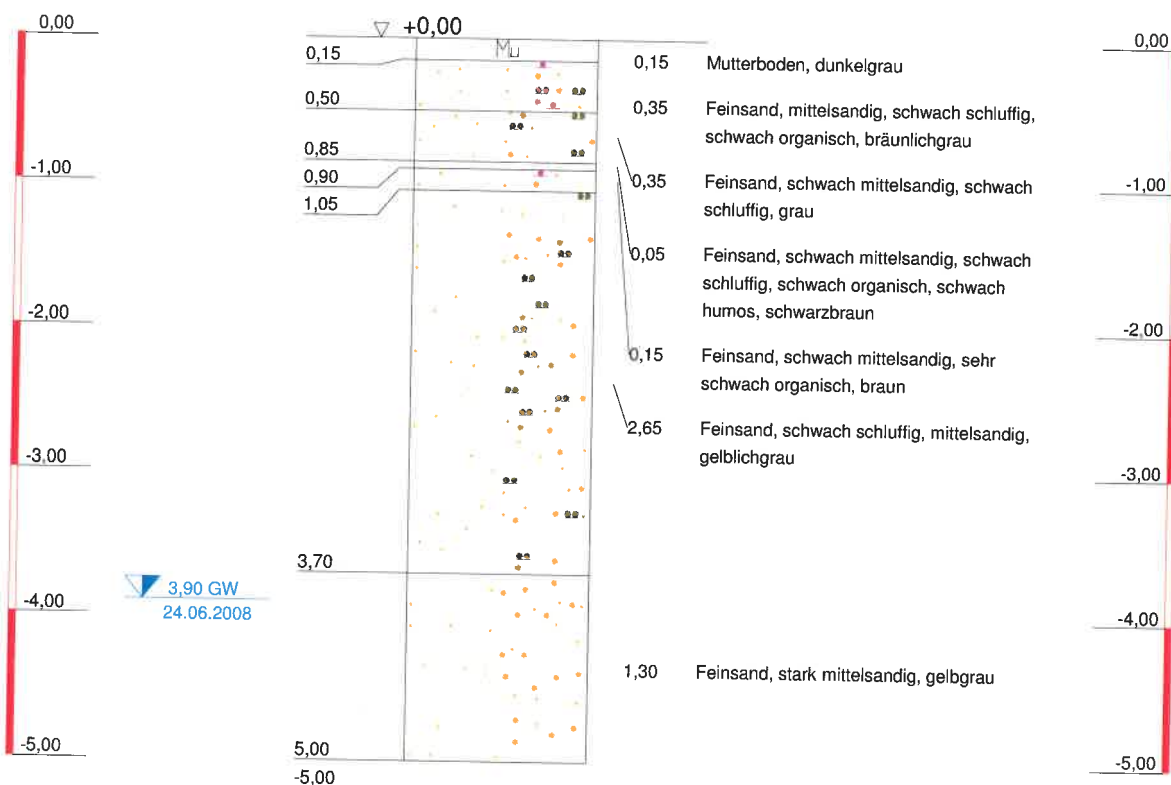 0,00
+0,00
0,00
Mu
0,15
0,15 Mutterboden, dunkelgrau
0,50
0,35 Feinsand, mittelsandig, schwach schluffig,
schwach organisch, bräunlichgrau
0,85
-1,00
0,90
0,35 Feinsand, schwach mittelsandig, schwach
schluffig, grau
-1,00
1,05
0,05 Feinsand, schwach mittelsandig, schwach
schluffig, schwach organisch, schwach
humos, schwarzbraun
-2,00
-2,00
0,15 Feinsand, schwach mittelsandig, sehr
schwach organisch, braun
2,65 Feinsand, schwach schluffig, mittelsandig,
gelblichgrau
-3,00
-3,00
3,70
3,90 GW
24.06.2008
-4,00
-4,00
1,30 Feinsand, stark mittelsandig, gelbgrau
-5,00
5,00
-5,00
-5,00